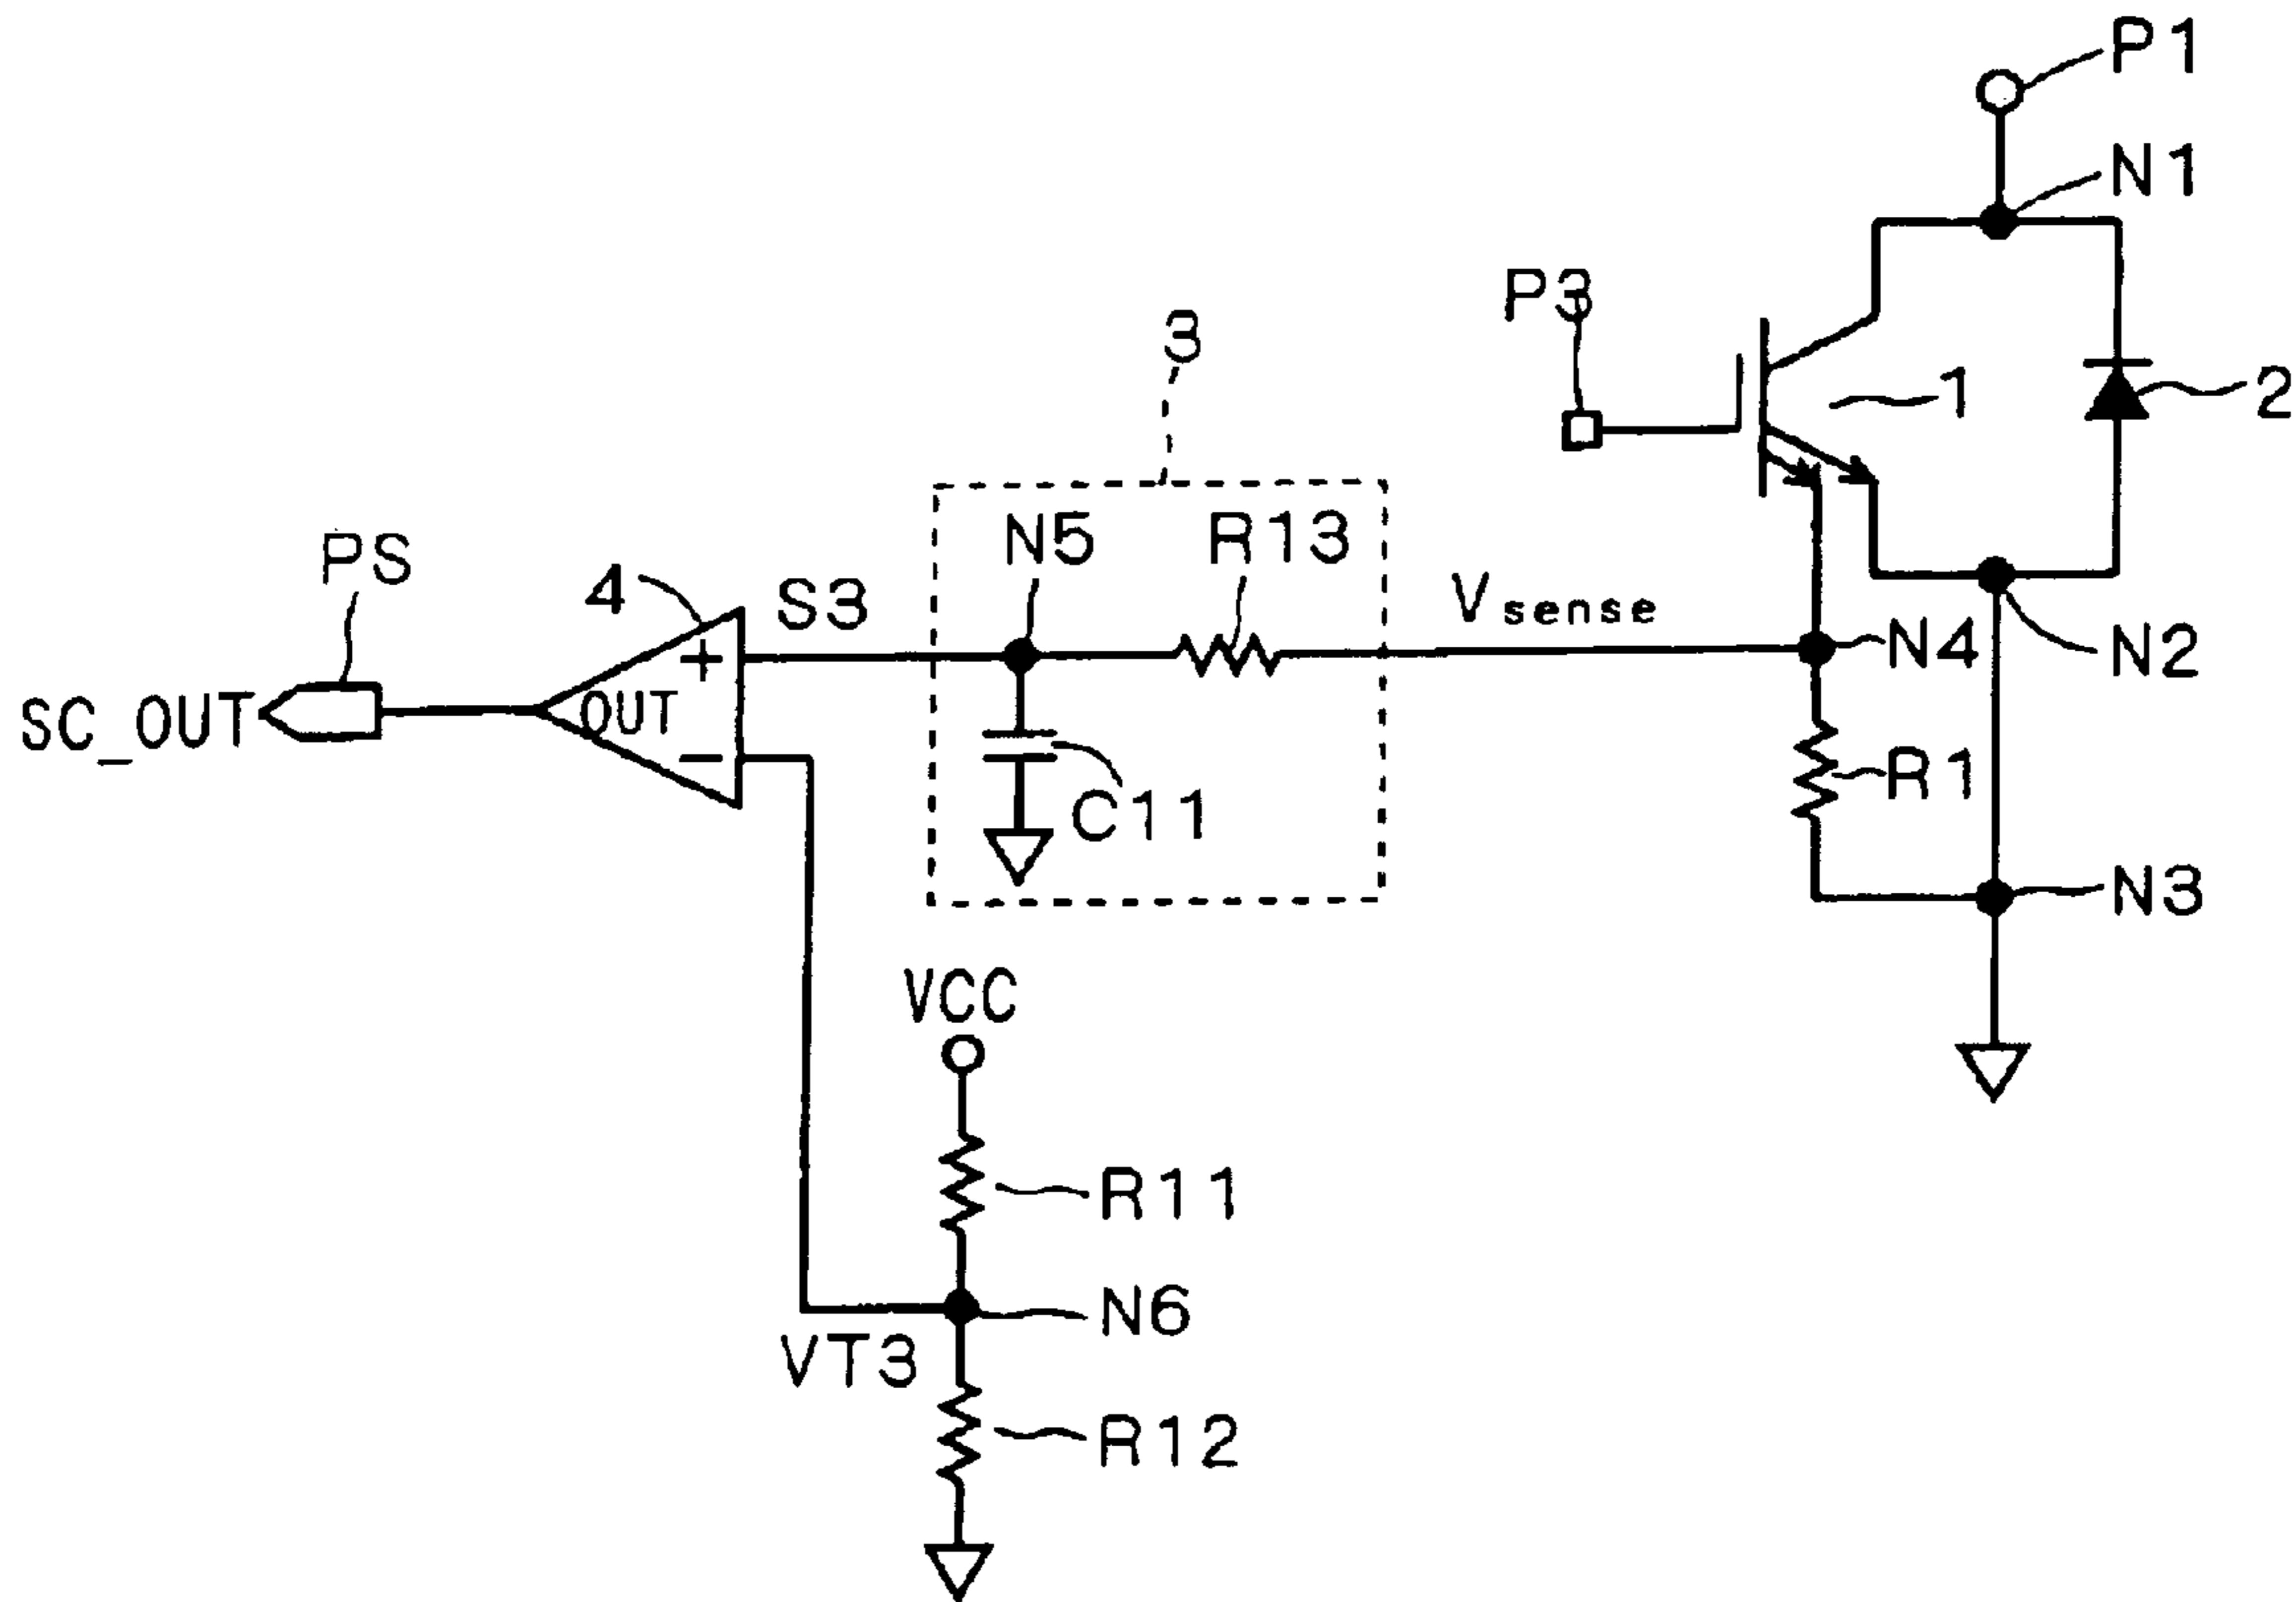 P1
N1
P3
3
1
2
N5
R13
PS
4
S3
Vsense
N4
N2
+
OUT
SC_OUT
−
R1
C11
N3
VCC
R11
N6
VT3
R12